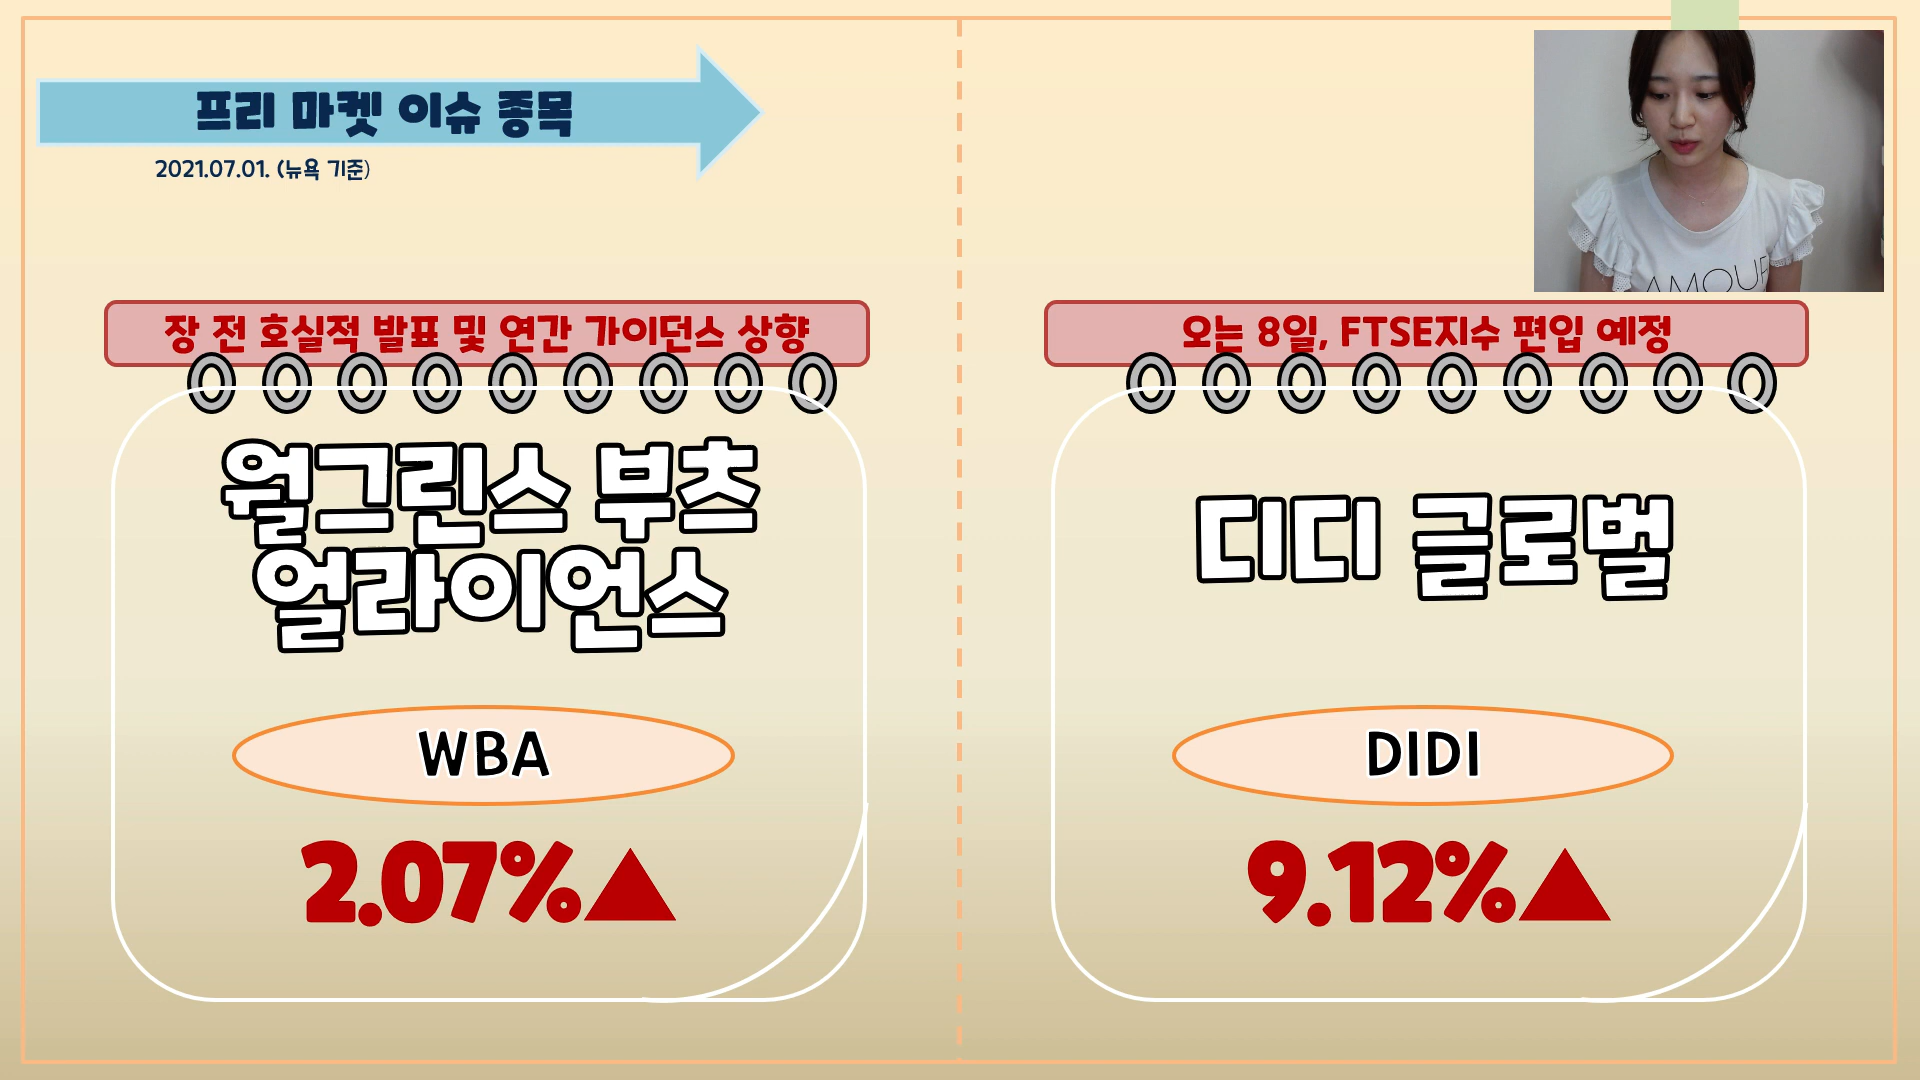 프리 마켓 이슈 종목
2021.07.01. (뉴욕 기준)
장 전 호실적 발표 및 연간 가이던스 상향
월그린스 부츠
얼라이언스
WBA
2.07%▲
오는 8일, FTSE지수 편입 예정
디디 글로벌
DIDI
9.12%▲
AMOUR